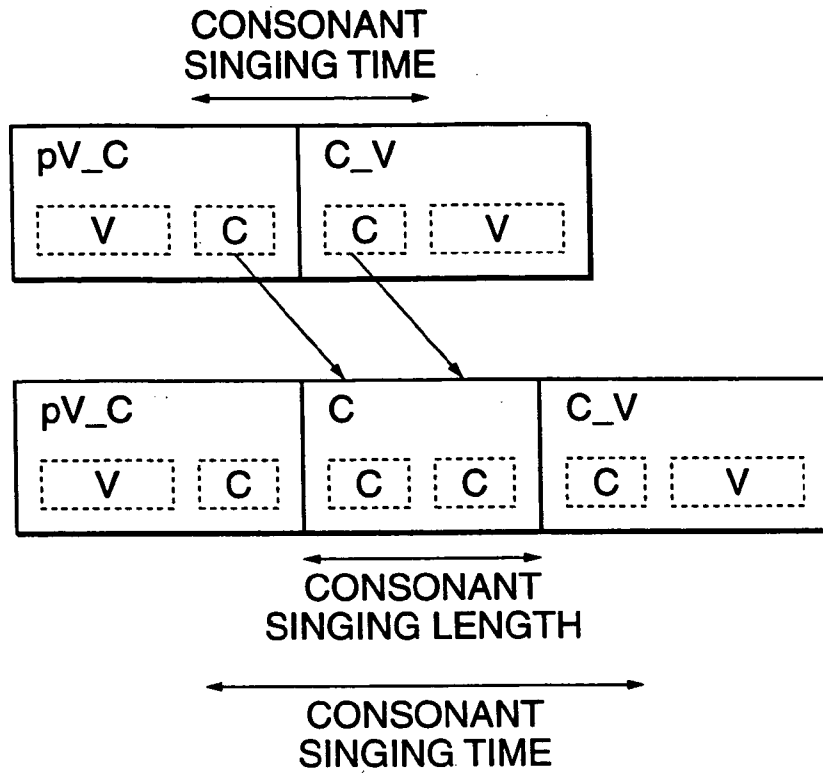 CONSONANT
SINGING TIME
pV_C C_V
V C C V
pV_C C C_V
V C C C C V
CONSONANT
SINGING LENGTH
CONSONANT
SINGING TIME